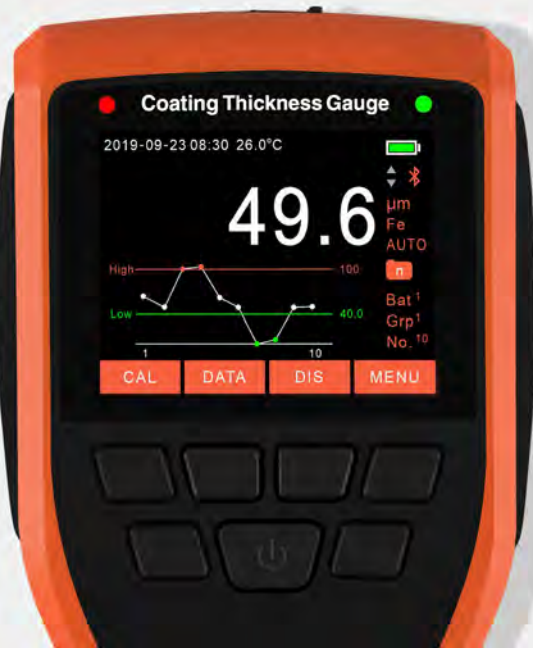 Coating Thickness Gauge
2019-09-23 08:30 26.0°C
49.6
µm
Fe
AUTO
n
High 100
Low 40.0
Bat 1
Grp 1
No. 10
1 10
CAL DATA DIS MENU